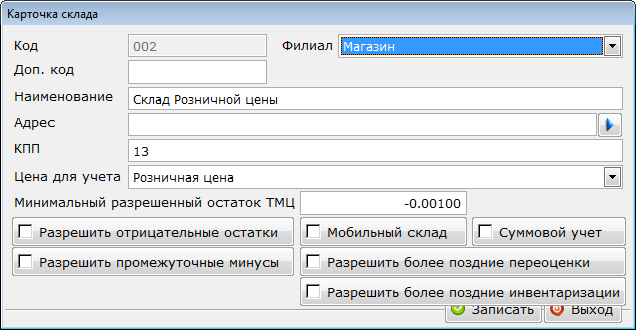 Карточка склада
Код 002 Филиал Магазин
Доп. код
Наименование Склад Розничной цены
Адрес
КПП 13
Цена для учета Розничная цена
Минимальный разрешенный остаток ТМЦ -0.00100
Разрешить отрицательные остатки Мобильный склад Суммовой учет
Разрешить промежуточные минусы Разрешить более поздние переоценки
Разрешить более поздние инвентаризации
Записать Выход